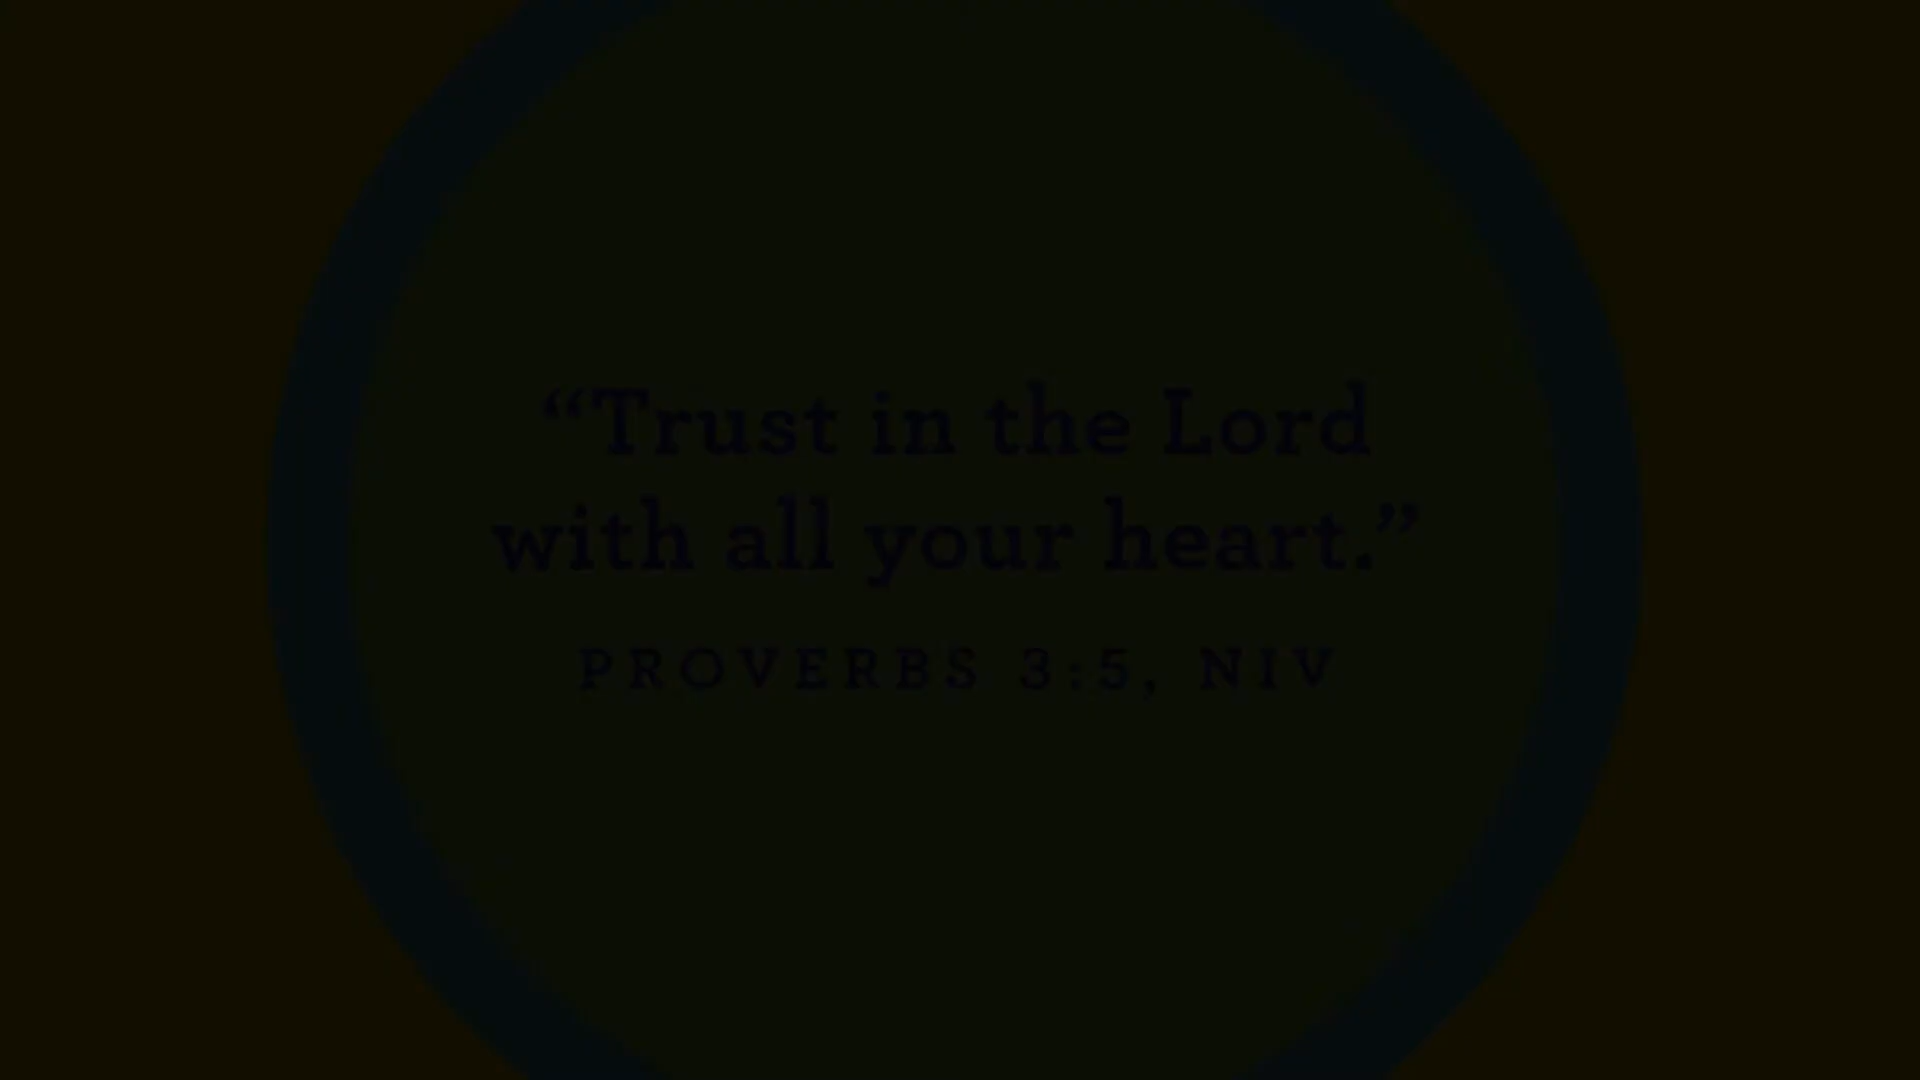 “Trust in the Lord
with all your heart.”
PROVERBS 3:5, NIV